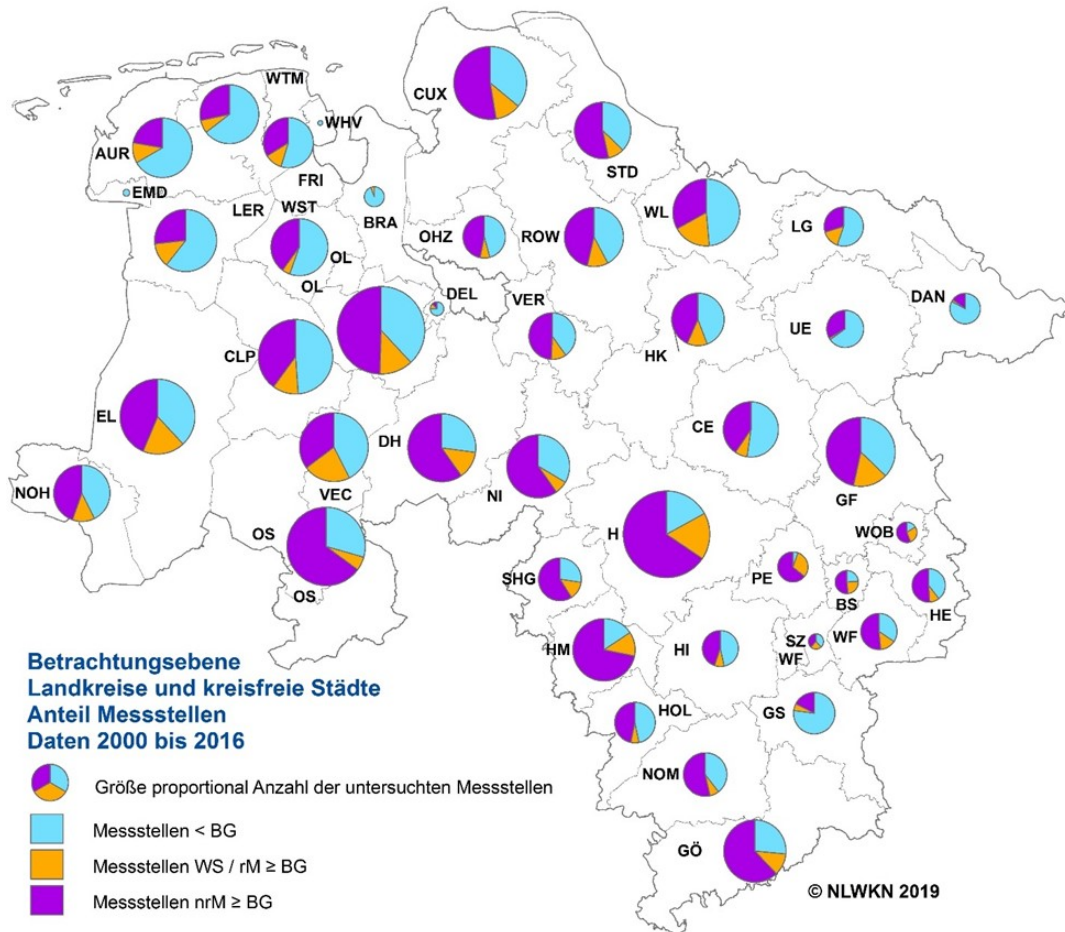 WTM
CUX
WHV
AUR
STD
FRI
EMD
BRA
LER
WST
WL
LG
OHZ
ROW
OL
OL
DEL
VER
DAN
UE
CLP
HK
EL
DH
CE
VEC
NI
GF
NOH
OS
H
WOB
SHG
PE
BS
HE
OS
HM
HI
SZ
WF
WF
HOL
GS
NOM
GÖ
Betrachtungsebene
Landkreise und kreisfreie Städte
Anteil Messstellen
Daten 2000 bis 2016
Größe proportional Anzahl der untersuchten Messstellen
Messstellen < BG
Messstellen WS / rM ≥ BG
Messstellen nrM ≥ BG
© NLWKN 2019